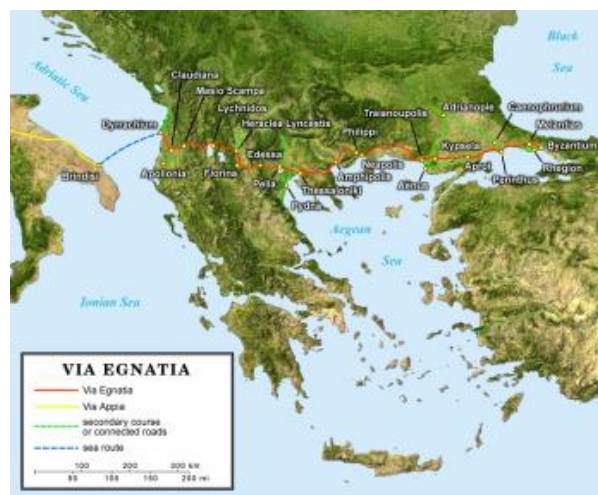 Black
Sea
Adriatic Sea
Claudiana
Masio Scampa
Lychnidos
Heraclea Lyncestis
Dyrrachium
Traianoupolis
Adrianople
Caenophrurium
Melantias
Philippi
Edessa
Kypsela
Byzantium
Brindisi
Apollonia
Florina
Pella
Neapolis
Amphipolis
Thessaloniki
Pydna
Aenus
Aproi
Perinthus
Rhegion
Aegean
Sea
Ionian Sea
VIA EGNATIA
Via Egnatia
Via Appia
secondary course
or connected roads
sea route
100 200 300 km
50 100 150 200 mi